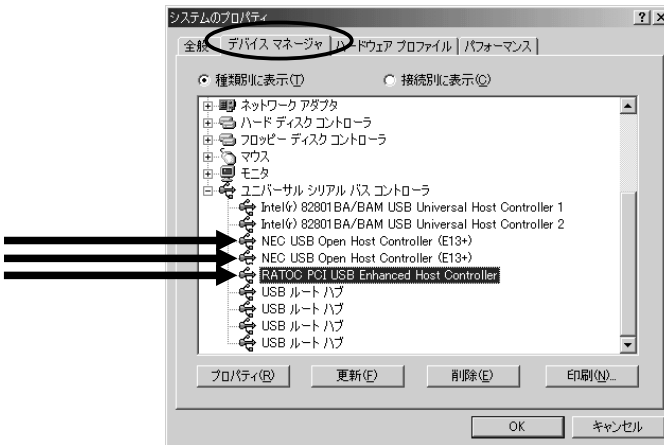 システムのプロパティ
全般 デバイス マネージャ ハードウェア プロファイル パフォーマンス
種類別に表示(T) 接続別に表示(C)
ネットワーク アダプタ
ハード ディスク コントローラ
フロッピー ディスク コントローラ
マウス
モニタ
ユニバーサル シリアル バス コントローラ
Intel(r) 82801BA/BAM USB Universal Host Controller 1
Intel(r) 82801BA/BAM USB Universal Host Controller 2
NEC USB Open Host Controller (E13+)
NEC USB Open Host Controller (E13+)
RATOC PCI USB Enhanced Host Controller
USB ルート ハブ
USB ルート ハブ
USB ルート ハブ
USB ルート ハブ
プロパティ(R) 更新(F) 削除(E) 印刷(N)...
OK キャンセル